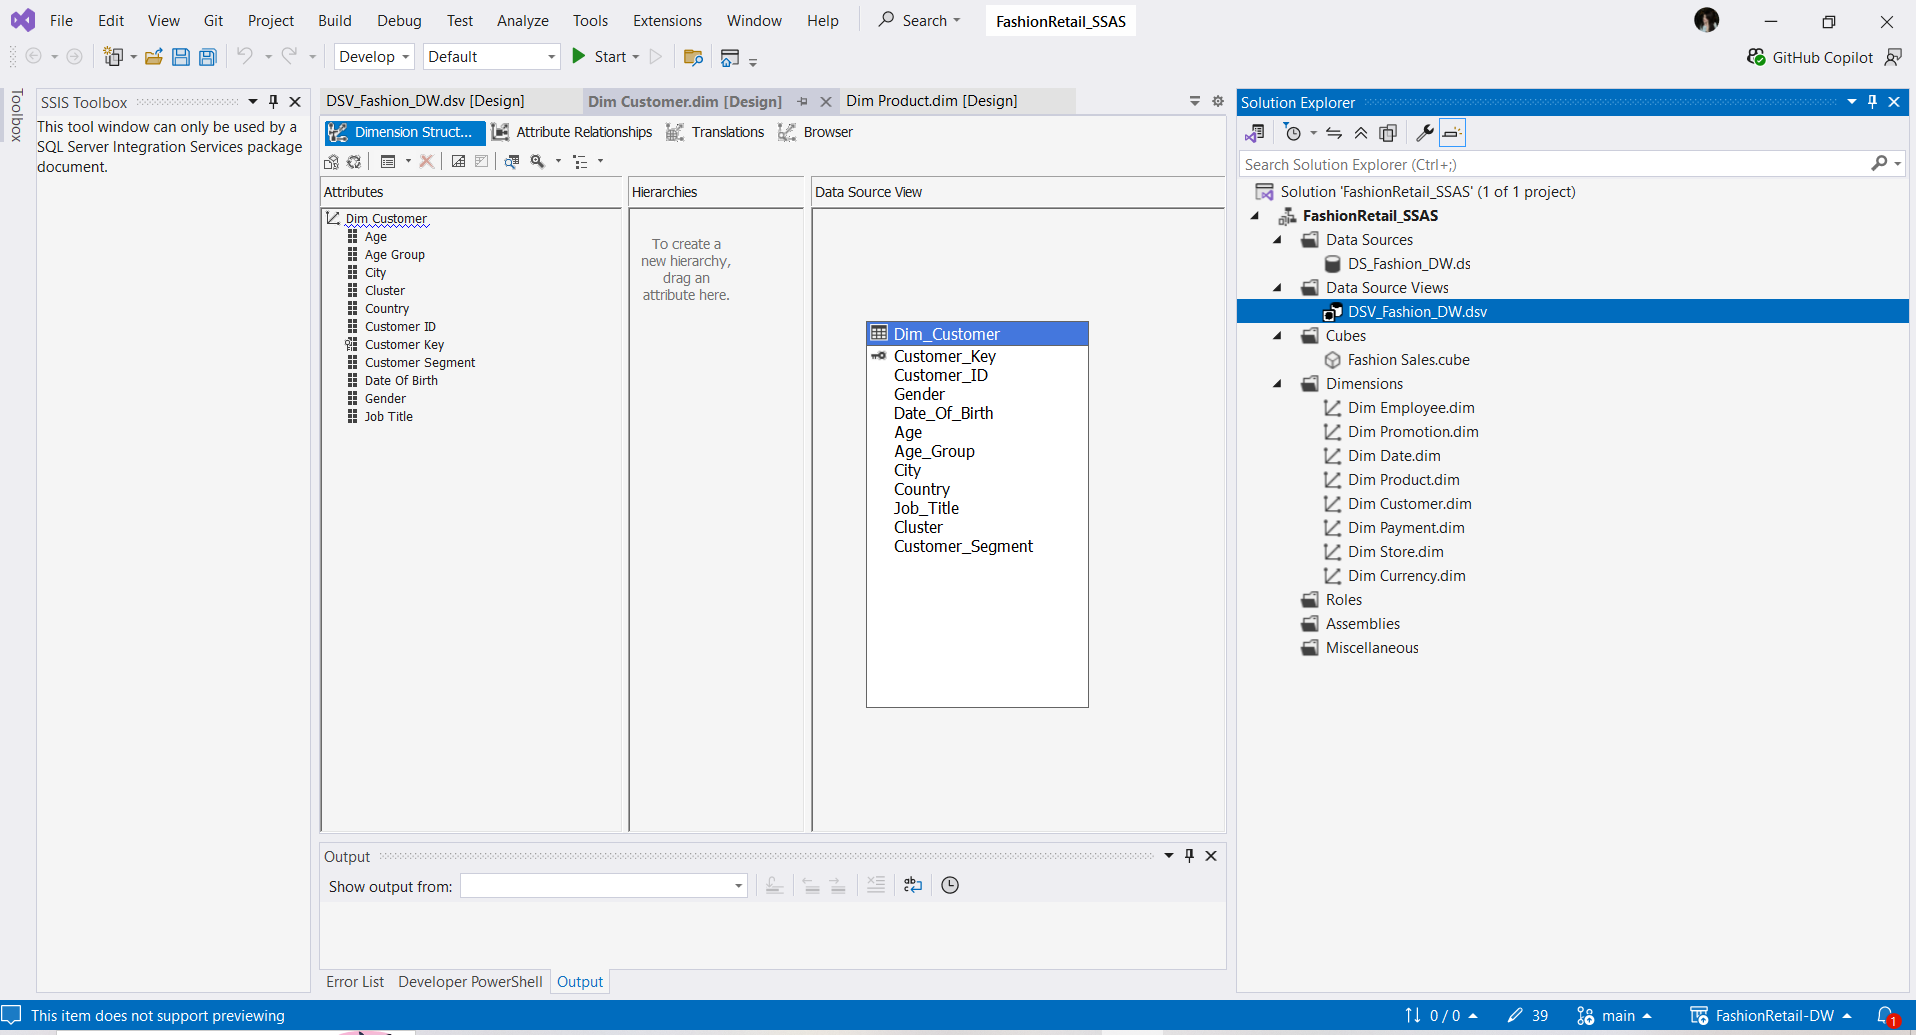 File Edit View Git Project Build Debug Test Analyze Tools Extensions Window Help Search FashionRetail_SSAS
Develop Default Start GitHub Copilot
Toolbox
SSIS Toolbox
This tool window can only be used by a
SQL Server Integration Services package
document.
DSV_Fashion_DW.dsv [Design] Dim Customer.dim [Design] Dim Product.dim [Design]
Dimension Struct... Attribute Relationships Translations Browser
Attributes Hierarchies Data Source View
Dim Customer
Age
Age Group
City
Cluster
Country
Customer ID
Customer Key
Customer Segment
Date Of Birth
Gender
Job Title
To create a
new hierarchy,
drag an
attribute here.
Dim_Customer
Customer_Key
Customer_ID
Gender
Date_Of_Birth
Age
Age_Group
City
Country
Job_Title
Cluster
Customer_Segment
Output
Show output from:
Error List Developer PowerShell Output
Solution Explorer
Search Solution Explorer (Ctrl+;)
Solution 'FashionRetail_SSAS' (1 of 1 project)
FashionRetail_SSAS
Data Sources
DS_Fashion_DW.ds
Data Source Views
DSV_Fashion_DW.dsv
Cubes
Fashion Sales.cube
Dimensions
Dim Employee.dim
Dim Promotion.dim
Dim Date.dim
Dim Product.dim
Dim Customer.dim
Dim Payment.dim
Dim Store.dim
Dim Currency.dim
Roles
Assemblies
Miscellaneous
This item does not support previewing 0 / 0 39 main FashionRetail-DW 1